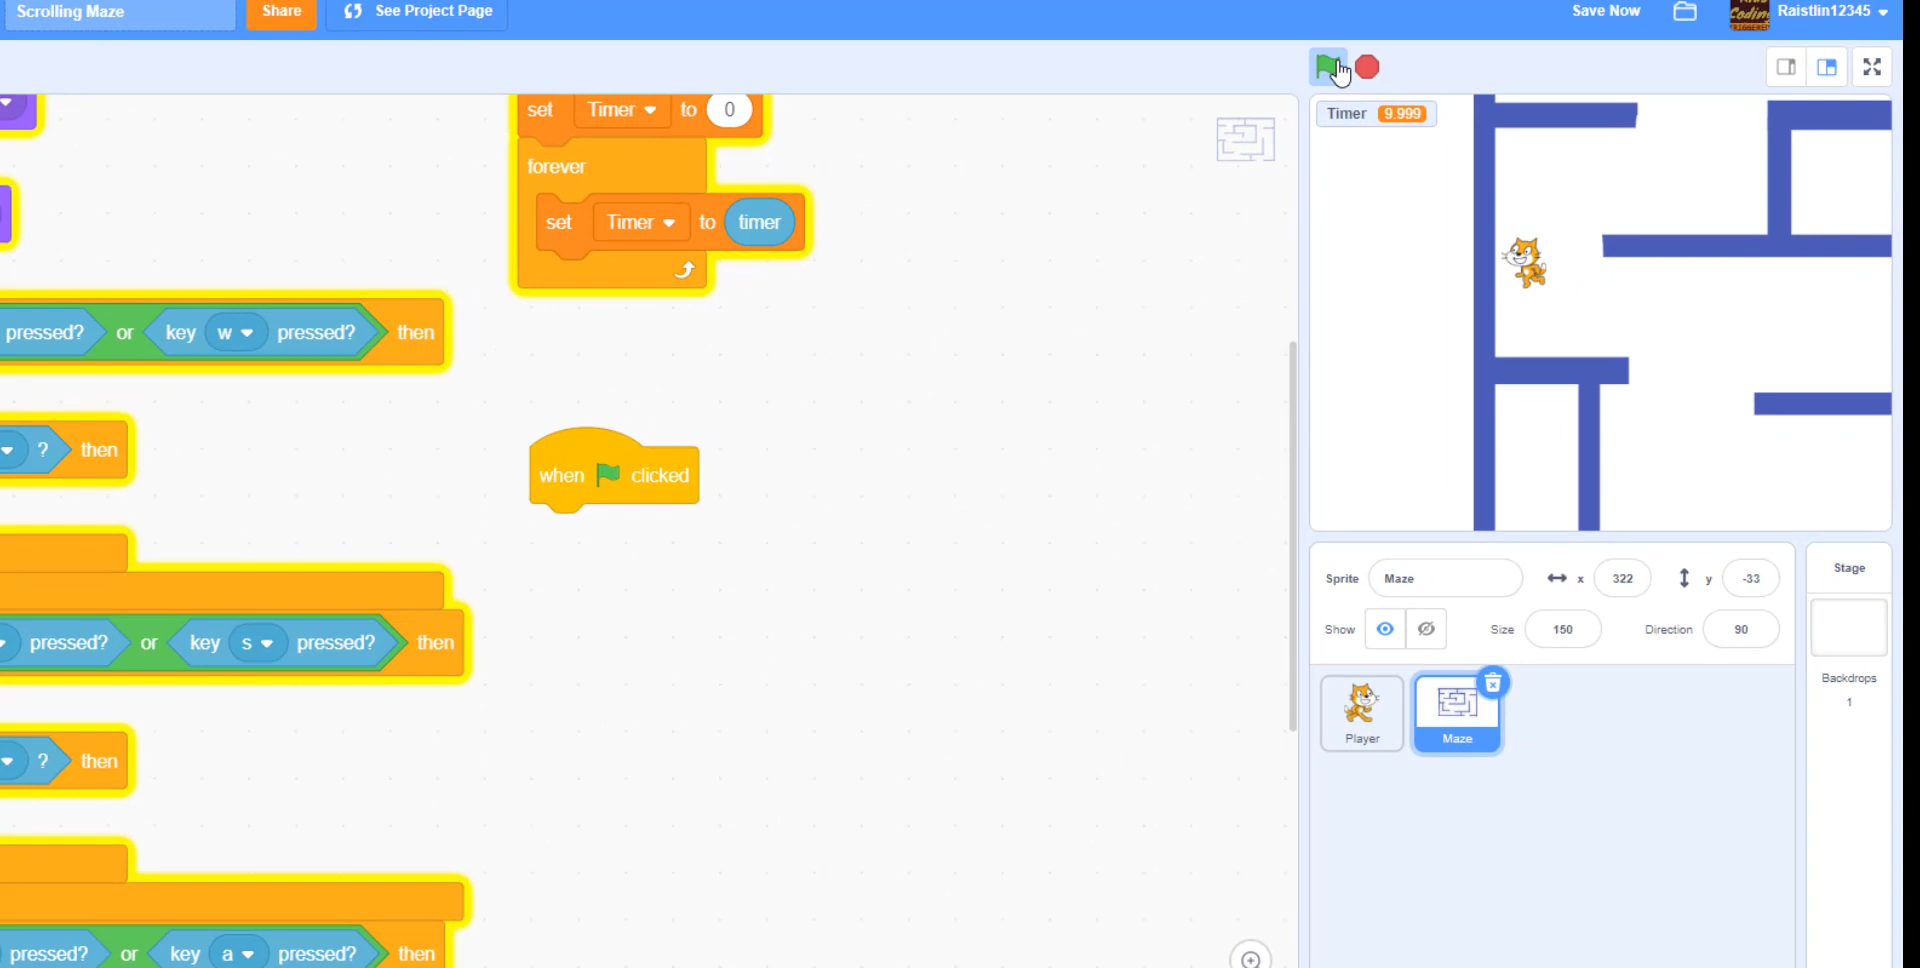 Scrolling Maze
Share
See Project Page
Save Now
Raistlin12345
set Timer to 0
forever
set Timer to timer
pressed? or key w pressed? then
? then
when clicked
pressed? or key s pressed? then
? then
pressed? or key a pressed? then
Timer 9.999
Sprite Maze x 322 y -33
Show Size 150 Direction 90
Player
Maze
Stage
Backdrops
1